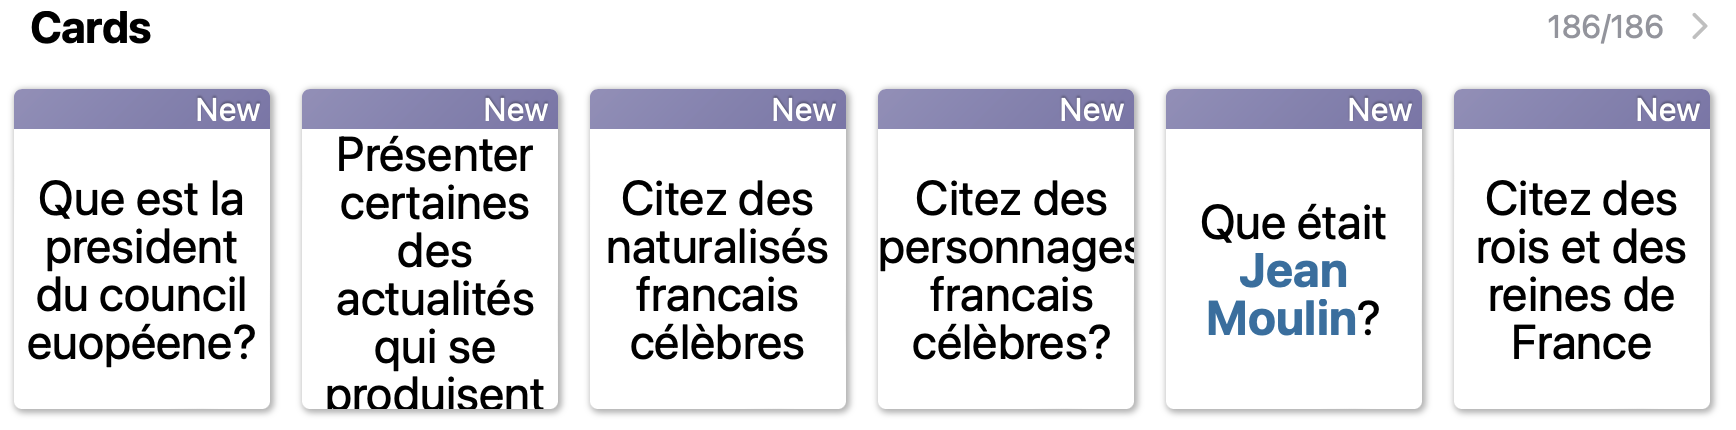 Cards
186/186
New
Que est la
president
du council
euopéene?
New
Présenter
certaines
des
actualités
qui se
produisent
New
Citez des
naturalisés
francais
célèbres
New
Citez des
personnages
francais
célèbres?
New
Que était
Jean
Moulin?
New
Citez des
rois et des
reines de
France